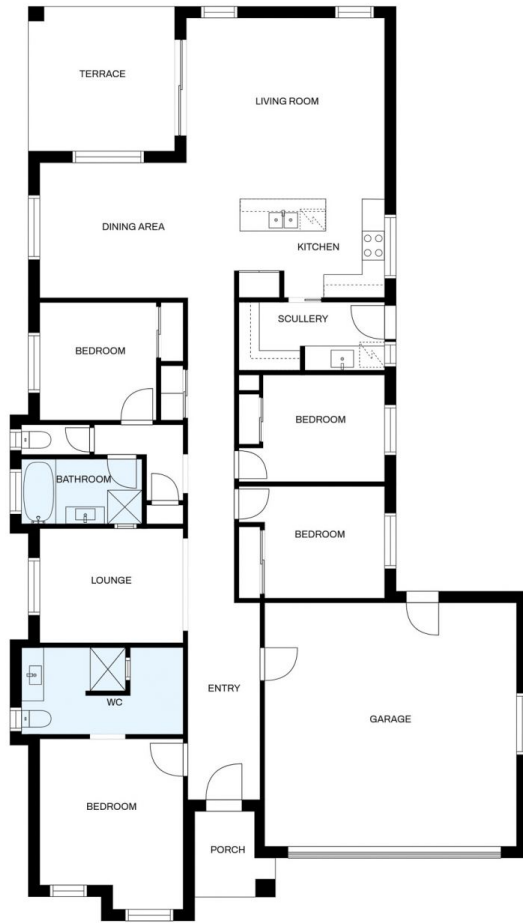 TERRACE
LIVING ROOM
DINING AREA
KITCHEN
SCULLERY
BEDROOM
BEDROOM
BATHROOM
BEDROOM
LOUNGE
ENTRY
WC
GARAGE
BEDROOM
PORCH